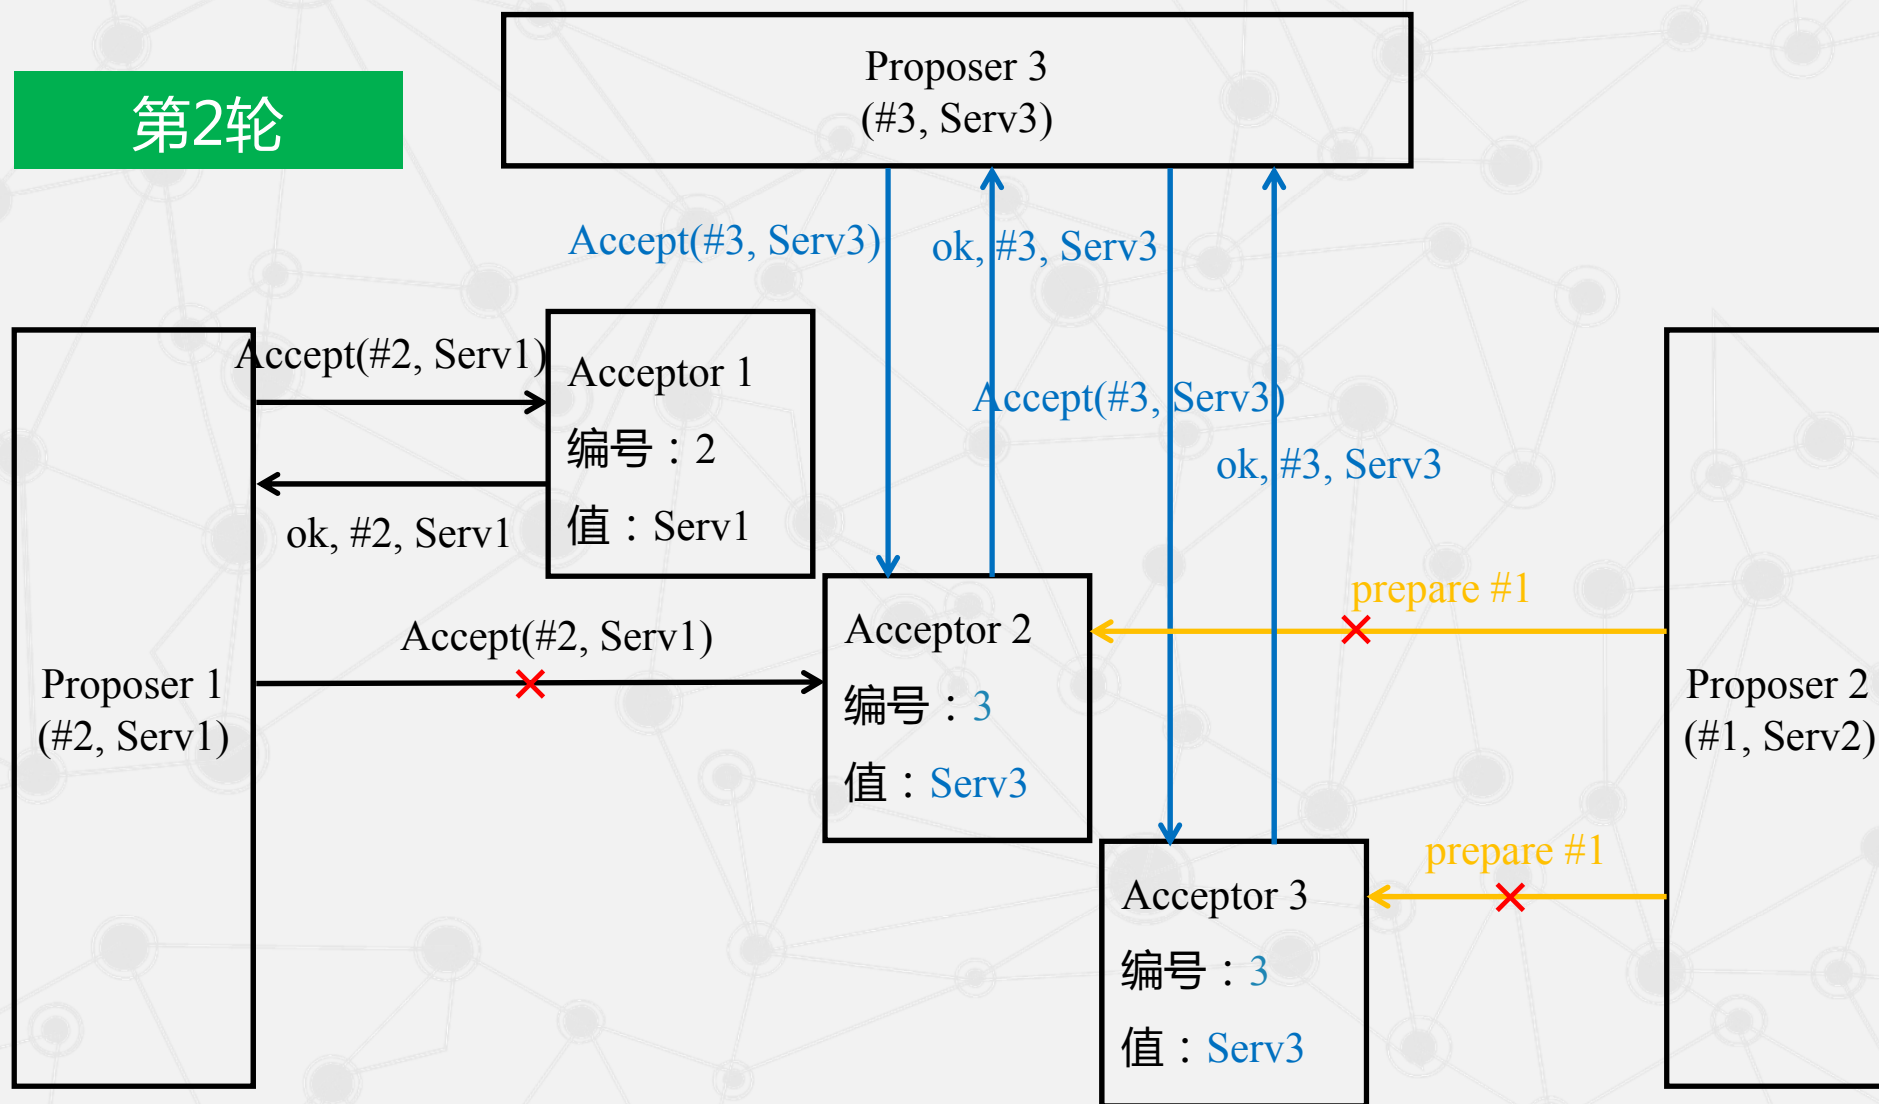 第2轮
Proposer 3
(#3, Serv3)
Accept(#3, Serv3)
ok, #3, Serv3
Accept(#2, Serv1)
Acceptor 1
编号：2
值：Serv1
ok, #2, Serv1
Accept(#3, Serv3)
ok, #3, Serv3
Accept(#2, Serv1)
Proposer 1
(#2, Serv1)
Acceptor 2
编号：3
值：Serv3
prepare #1
Proposer 2
(#1, Serv2)
prepare #1
Acceptor 3
编号：3
值：Serv3